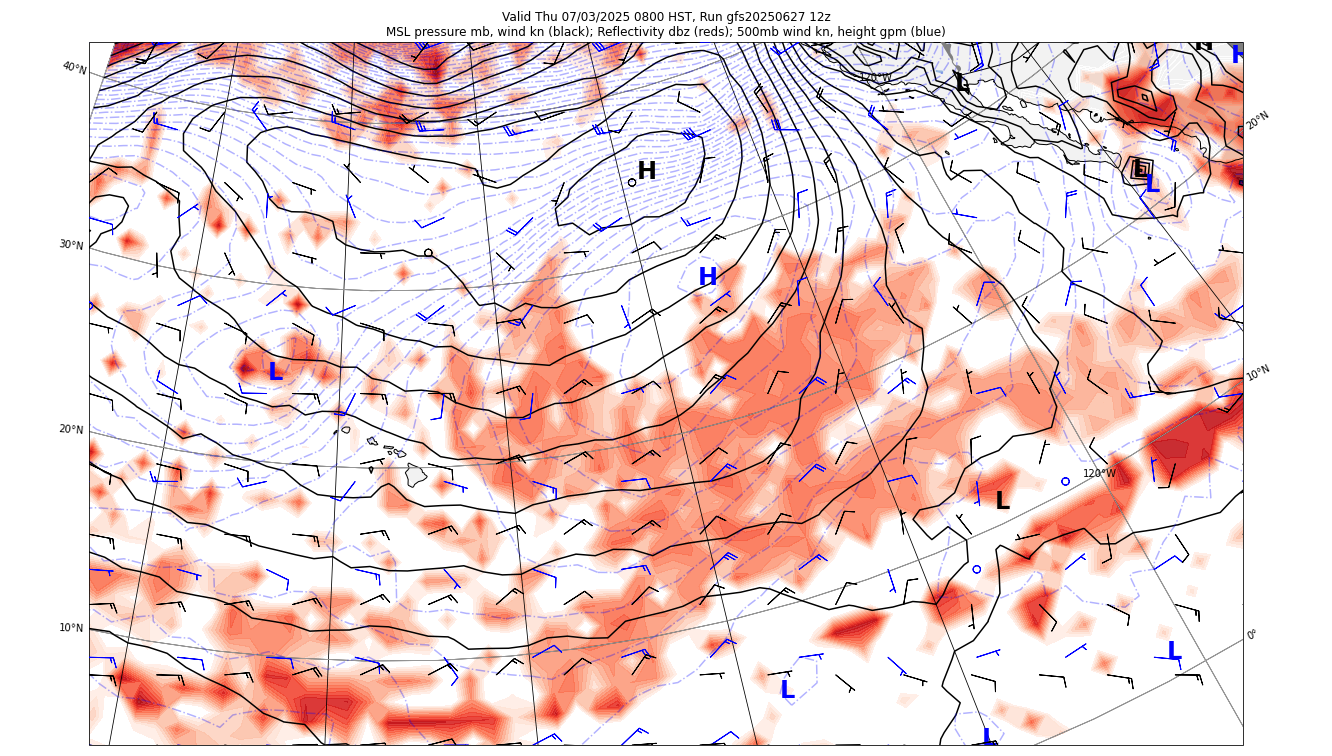 Valid Thu 07/03/2025 0800 HST, Run gfs20250627 12z
MSL pressure mb, wind kn (black); Reflectivity dbz (reds); 500mb wind kn, height gpm (blue)
H
H
40°N
120°W
L
20°N
H
L
L
30°N
H
L
10°N
20°N
120°W
L
10°N
0°
L
L
L